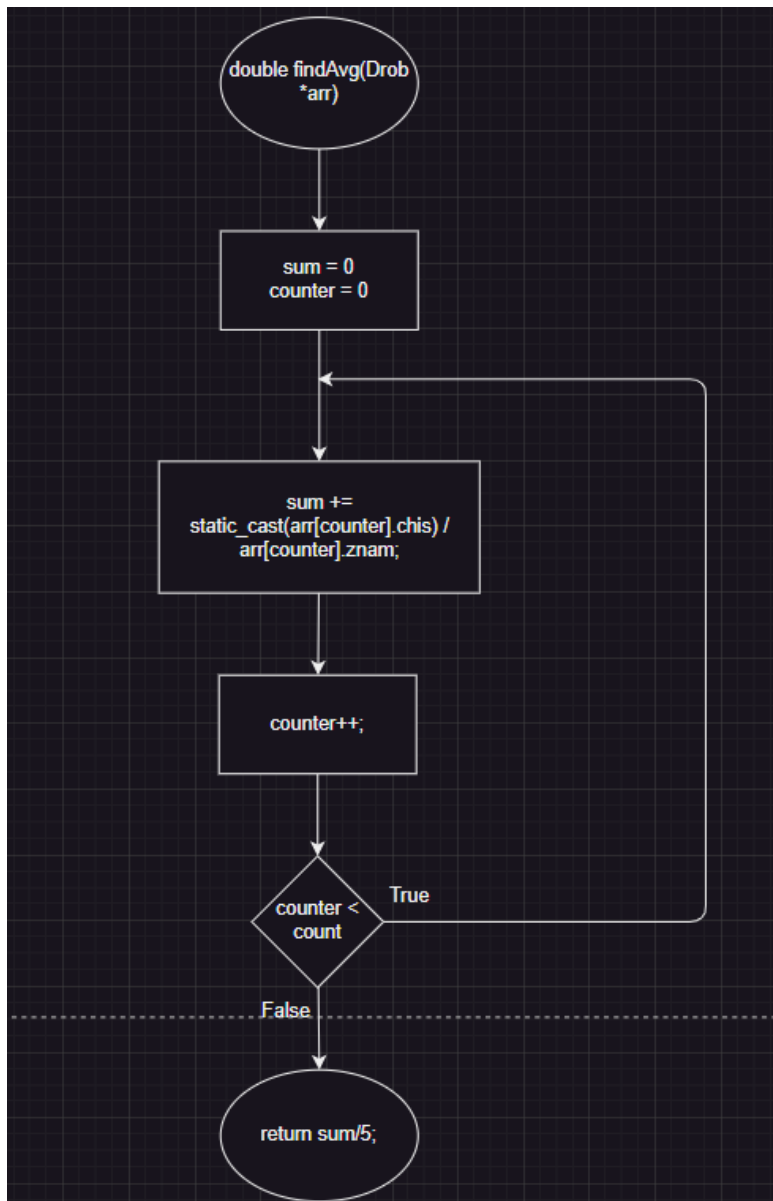 double findAvg(Drob
*arr)
sum = 0
counter = 0
sum +=
static_cast(arr[counter].chis) /
arr[counter].znam;
counter++;
counter <
count
True
False
return sum/5;